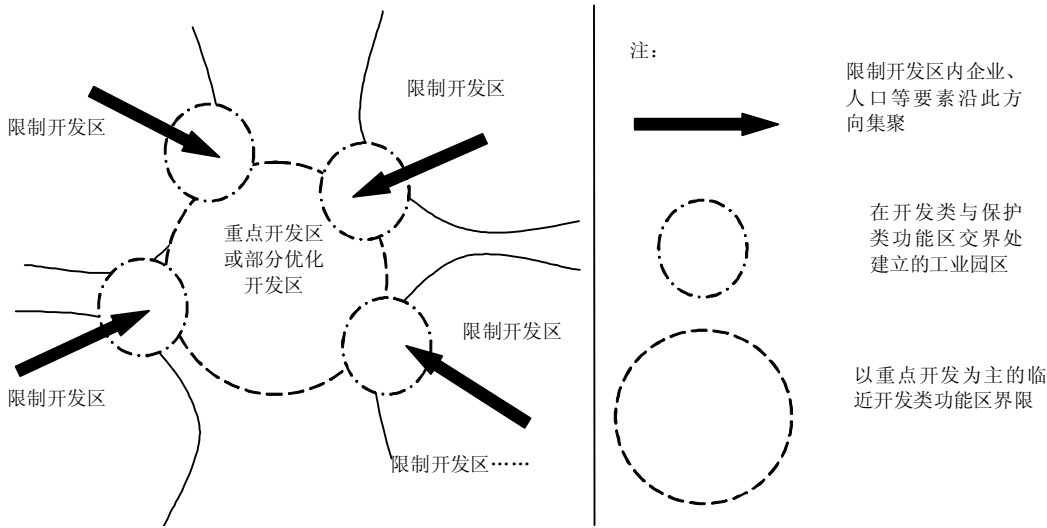 限制开发区
限制开发区
重点开发区
或部分优化
开发区
限制开发区
限制开发区
限制开发区……
注：
限制开发区内企业、
人口等要素沿此方
向集聚
在开发类与保护
类功能区交界处
建立的工业园区
以重点开发为主的临
近开发类功能区界限